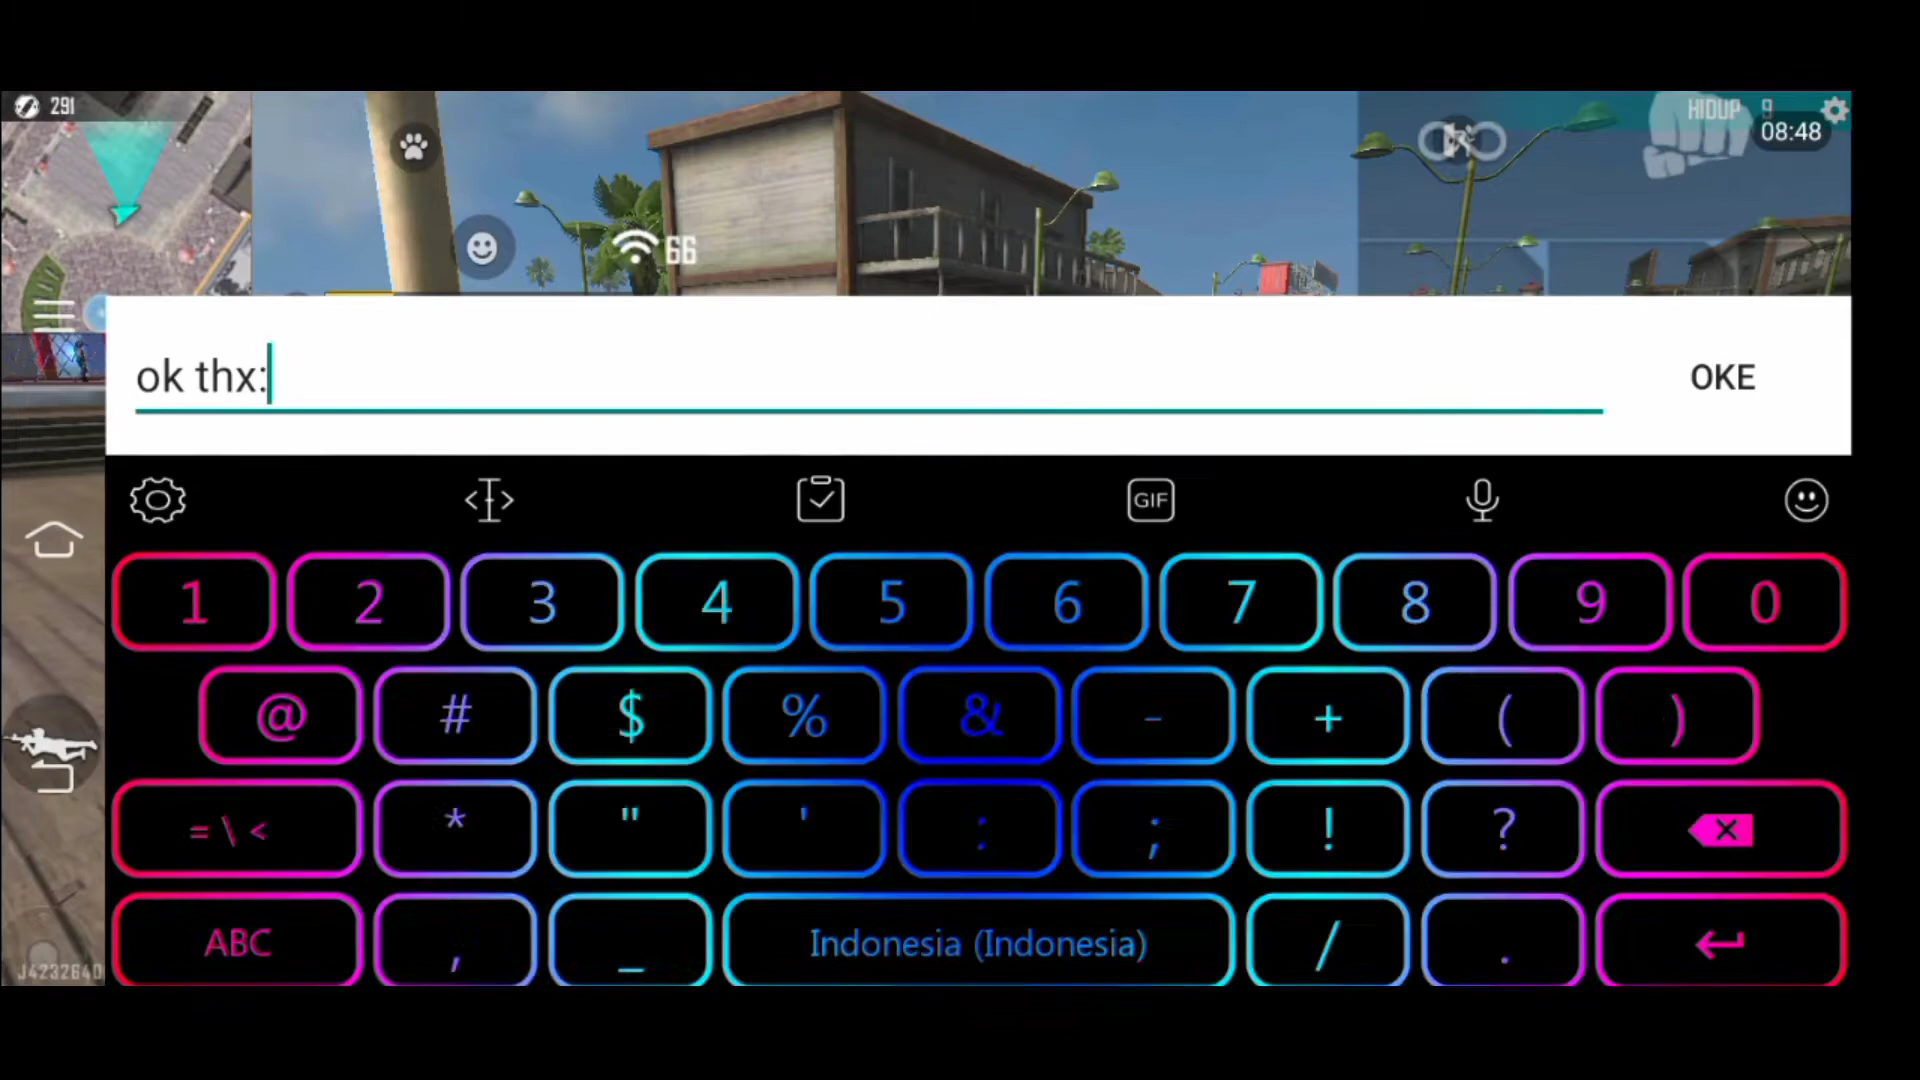 291
HIDUP 9
08:48
66
ok thx:
OKE
GIF
1 2 3 4 5 6 7 8 9 0
@ # $ % & - + ( )
= \ < * " ' : ; ! ?
ABC , _ Indonesia (Indonesia) / .
J4232640